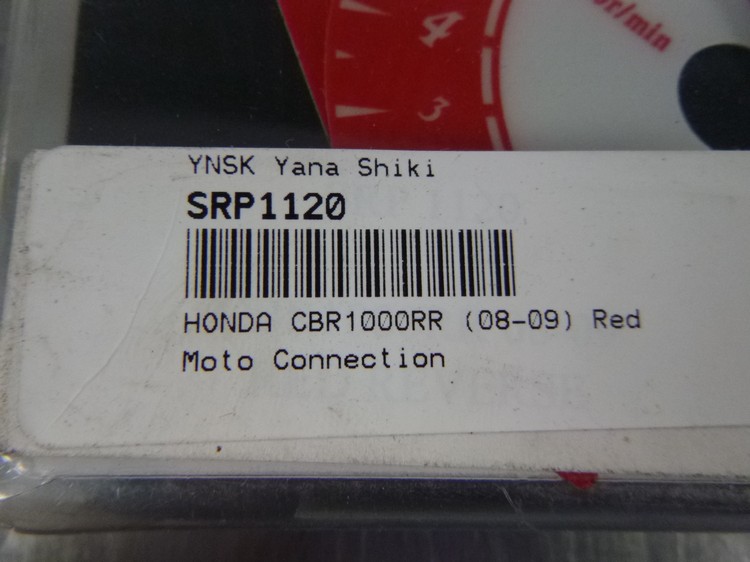 4
3
r/min
YNSK Yana Shiki
SRP1120
HONDA CBR1000RR (08-09) Red
Moto Connection